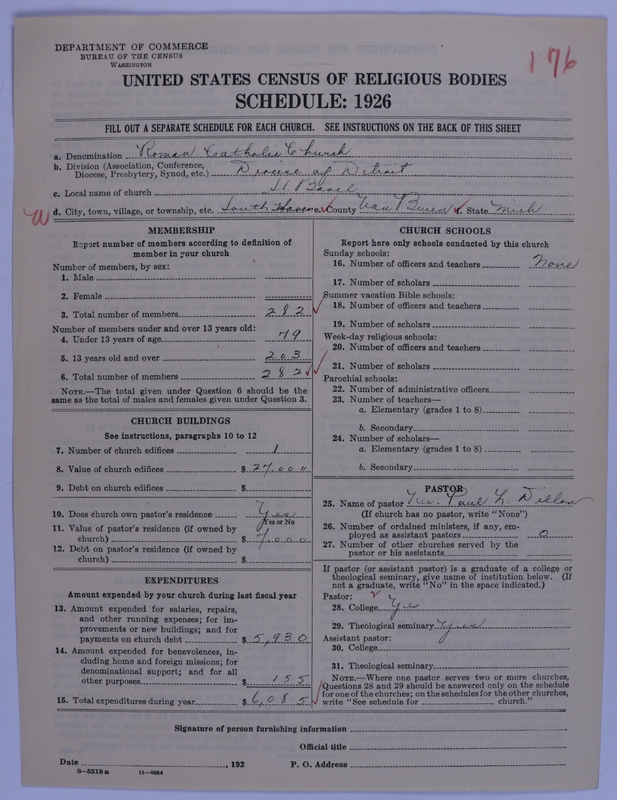 DEPARTMENT OF COMMERCE
BUREAU OF THE CENSUS
WASHINGTON
176
UNITED STATES CENSUS OF RELIGIOUS BODIES
SCHEDULE: 1926
FILL OUT A SEPARATE SCHEDULE FOR EACH CHURCH. SEE INSTRUCTIONS ON THE BACK OF THIS SHEET
a. Denomination Roman Catholic Church
b. Division (Association, Conference,
Diocese, Presbytery, Synod, etc.) Diocese of Detroit
c. Local name of church St Basil
W d. City, town, village, or township, etc. South Haven e. County Van Buren f. State Mich
MEMBERSHIP
Report number of members according to definition of
member in your church
Number of members, by sex:
1. Male
2. Female
3. Total number of members 282
Number of members under and over 13 years old:
4. Under 13 years of age 79
5. 13 years old and over 203
6. Total number of members 282
NOTE.—The total given under Question 6 should be the
same as the total of males and females given under Question 3.
CHURCH BUILDINGS
See instructions, paragraphs 10 to 12
7. Number of church edifices 1
8. Value of church edifices $27,000
9. Debt on church edifices $
10. Does church own pastor's residence Yes
Yes or No
11. Value of pastor's residence (if owned by
church) $7,000
12. Debt on pastor's residence (if owned by
church) $
EXPENDITURES
Amount expended by your church during last fiscal year
13. Amount expended for salaries, repairs,
and other running expenses; for im-
provements or new buildings; and for
payments on church debt $5,930
14. Amount expended for benevolences, in-
cluding home and foreign missions; for
denominational support; and for all
other purposes $155
15. Total expenditures during year $6,085
CHURCH SCHOOLS
Report here only schools conducted by this church
Sunday schools:
16. Number of officers and teachers None
17. Number of scholars
Summer vacation Bible schools:
18. Number of officers and teachers
19. Number of scholars
Week-day religious schools:
20. Number of officers and teachers
21. Number of scholars
Parochial schools:
22. Number of administrative officers
23. Number of teachers—
a. Elementary (grades 1 to 8)
b. Secondary
24. Number of scholars—
a. Elementary (grades 1 to 8)
b. Secondary
PASTOR
25. Name of pastor Rev. Paul L. Dillon
(If church has no pastor, write "None")
26. Number of ordained ministers, if any, em-
ployed as assistant pastors 0
27. Number of other churches served by the
pastor or his assistants
If pastor (or assistant pastor) is a graduate of a college or
theological seminary, give name of institution below. (If
not a graduate, write "No" in the space indicated.)
Pastor:
28. College Yes
29. Theological seminary Yes
Assistant pastor:
30. College
31. Theological seminary
NOTE.—Where one pastor serves two or more churches,
Questions 28 and 29 should be answered only on the schedule
for one of the churches; on the schedules for the other churches,
write "See schedule for church."
Signature of person furnishing information
Official title
Date , 192 P. O. Address
8—5518a 11—9054